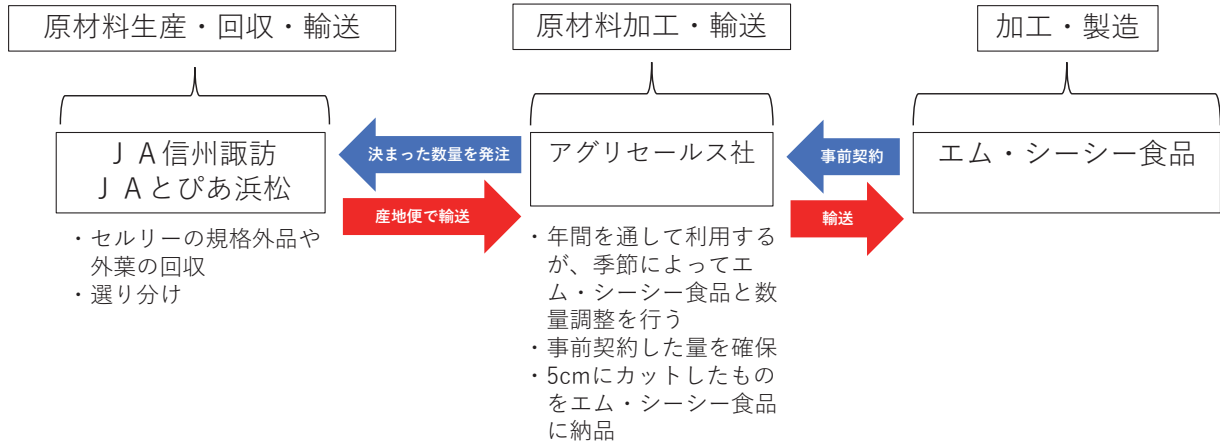 原材料生産・回収・輸送
原材料加工・輸送
加工・製造
ＪＡ信州諏訪
ＪＡとぴあ浜松
決まった数量を発注
産地便で輸送
アグリセールス社
事前契約
輸送
エム・シーシー食品
・セルリーの規格外品や
外葉の回収
・選り分け
・年間を通して利用する
が、季節によってエ
ム・シーシー食品と数
量調整を行う
・事前契約した量を確保
・5cmにカットしたもの
をエム・シーシー食品
に納品